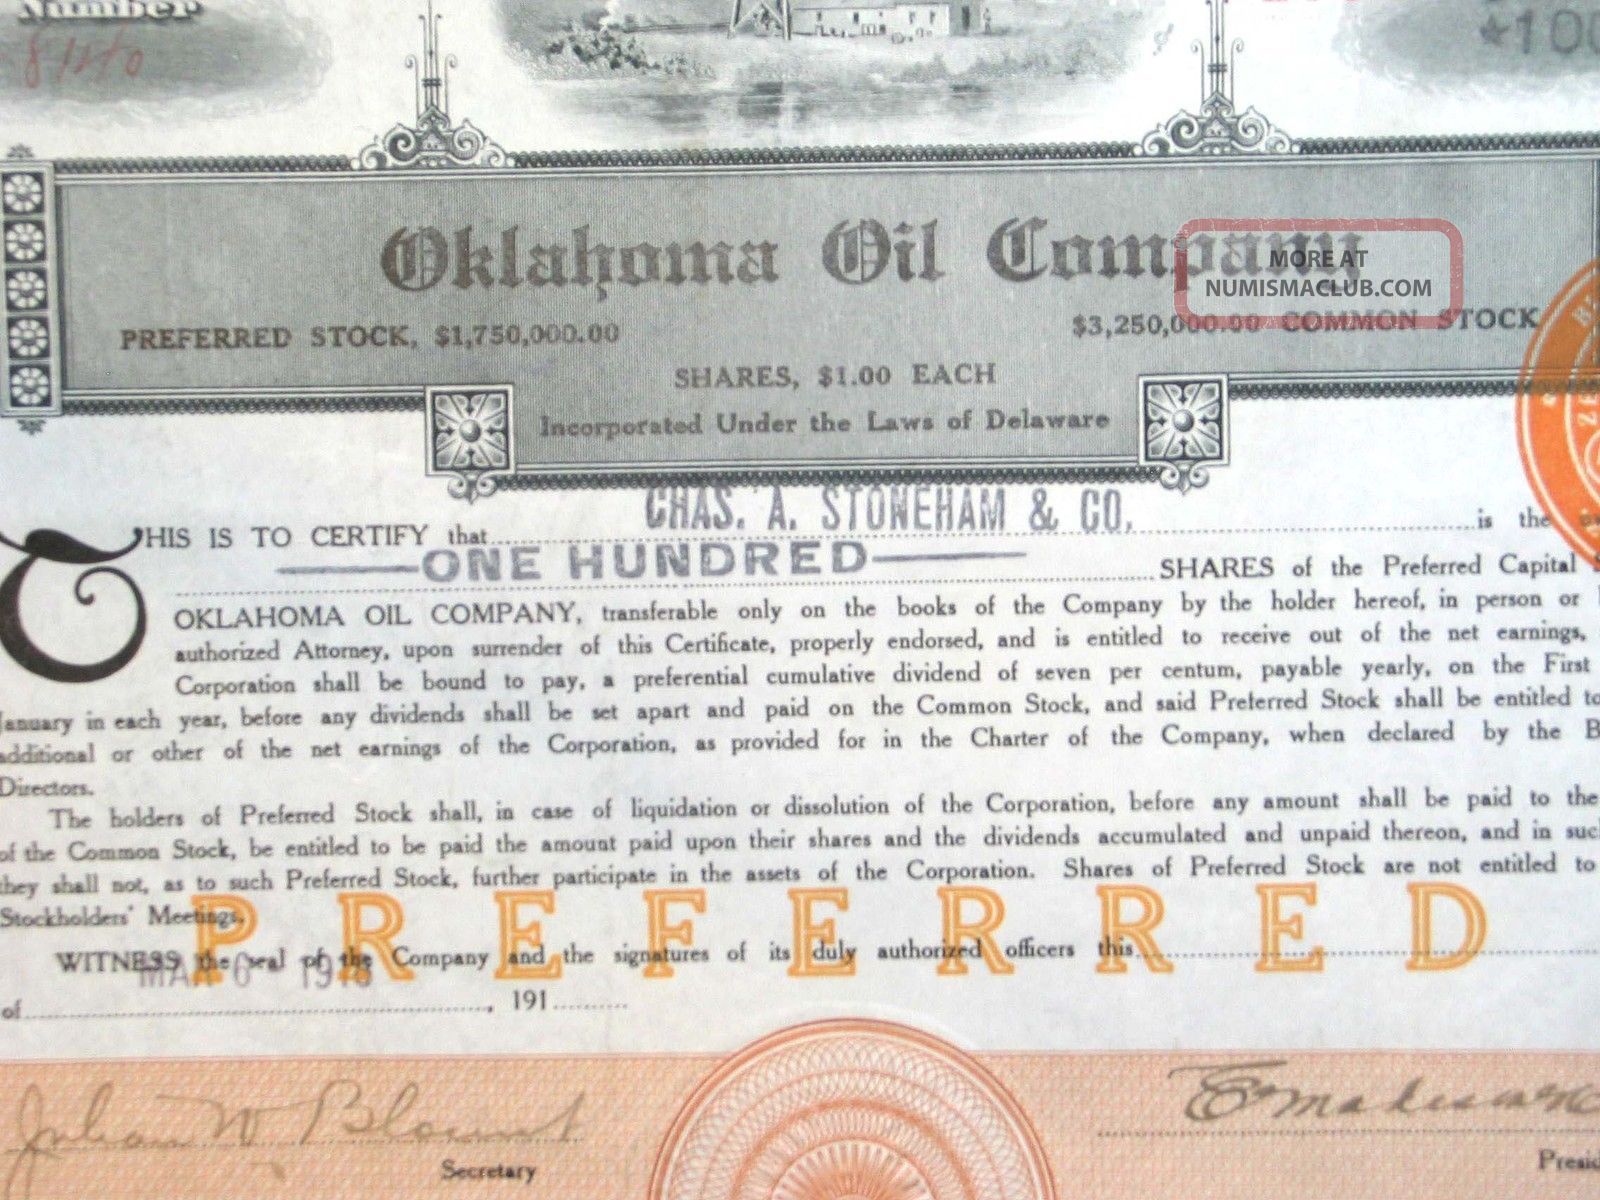 Number
8140
*100
Oklahoma Oil Company
MORE AT
NUMISMACLUB.COM
PREFERRED STOCK, $1,750,000.00
$3,250,000.00 COMMON STOCK
SHARES, $1.00 EACH
Incorporated Under the Laws of Delaware
CHAS. A. STONEHAM & CO.
THIS IS TO CERTIFY that is the
ONE HUNDRED SHARES of the Preferred Capital
OKLAHOMA OIL COMPANY, transferable only on the books of the Company by the holder hereof, in person or
authorized Attorney, upon surrender of this Certificate, properly endorsed, and is entitled to receive out of the net earnings,
Corporation shall be bound to pay, a preferential cumulative dividend of seven per centum, payable yearly, on the First
January in each year, before any dividends shall be set apart and paid on the Common Stock, and said Preferred Stock shall be entitled to
additional or other of the net earnings of the Corporation, as provided for in the Charter of the Company, when declared by the B
Directors.
The holders of Preferred Stock shall, in case of liquidation or dissolution of the Corporation, before any amount shall be paid to the
of the Common Stock, be entitled to be paid the amount paid upon their shares and the dividends accumulated and unpaid thereon, and in suc
they shall not, as to such Preferred Stock, further participate in the assets of the Corporation. Shares of Preferred Stock are not entitled to
Stockholders' Meetings.
PREFERRED
WITNESS the seal of the Company and the signatures of its duly authorized officers this
MAR 6 1918
of , 191
Julian W Blount
Secretary
Presid